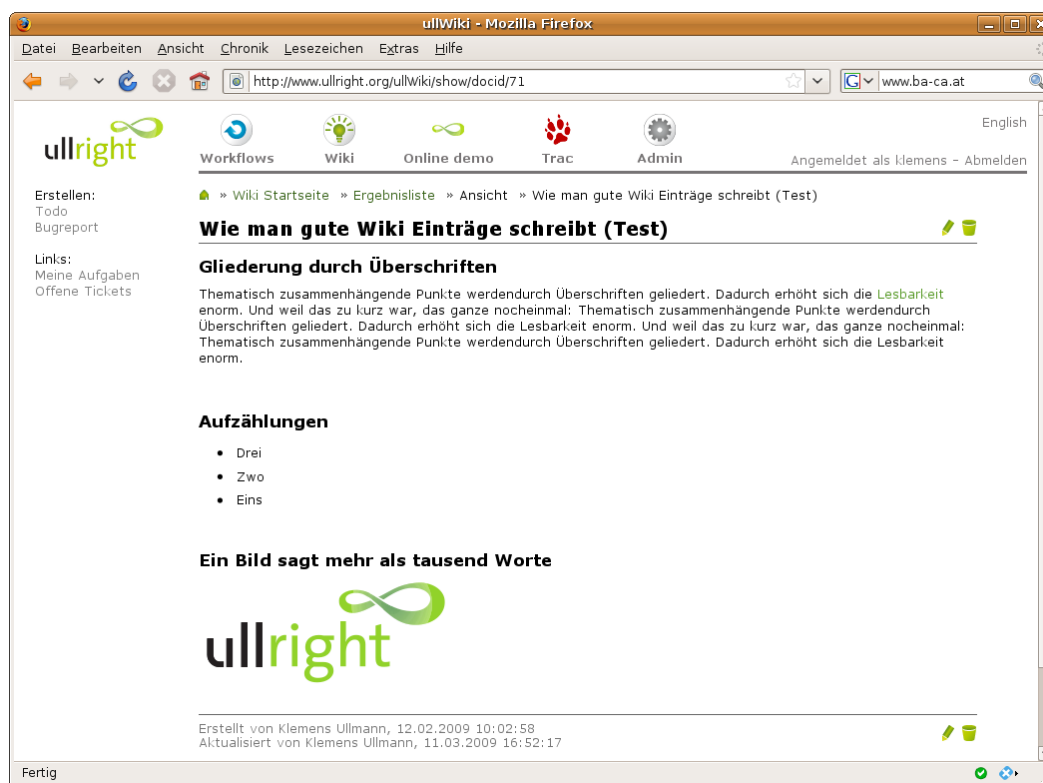 ullWiki - Mozilla Firefox
Datei Bearbeiten Ansicht Chronik Lesezeichen Extras Hilfe
http://www.ullright.org/ullWiki/show/docid/71
G www.ba-ca.at
English
ullright
Workflows Wiki Online demo Trac Admin
Angemeldet als klemens – Abmelden
Erstellen:
Todo
Bugreport
Links:
Meine Aufgaben
Offene Tickets
» Wiki Startseite » Ergebnisliste » Ansicht » Wie man gute Wiki Einträge schreibt (Test)
Wie man gute Wiki Einträge schreibt (Test)
Gliederung durch Überschriften
Thematisch zusammenhängende Punkte werdendurch Überschriften geliedert. Dadurch erhöht sich die Lesbarkeit
enorm. Und weil das zu kurz war, das ganze nocheinmal: Thematisch zusammenhängende Punkte werdendurch
Überschriften geliedert. Dadurch erhöht sich die Lesbarkeit enorm. Und weil das zu kurz war, das ganze nocheinmal:
Thematisch zusammenhängende Punkte werdendurch Überschriften geliedert. Dadurch erhöht sich die Lesbarkeit
enorm.
Aufzählungen
• Drei
• Zwo
• Eins
Ein Bild sagt mehr als tausend Worte
ullright
Erstellt von Klemens Ullmann, 12.02.2009 10:02:58
Aktualisiert von Klemens Ullmann, 11.03.2009 16:52:17
Fertig